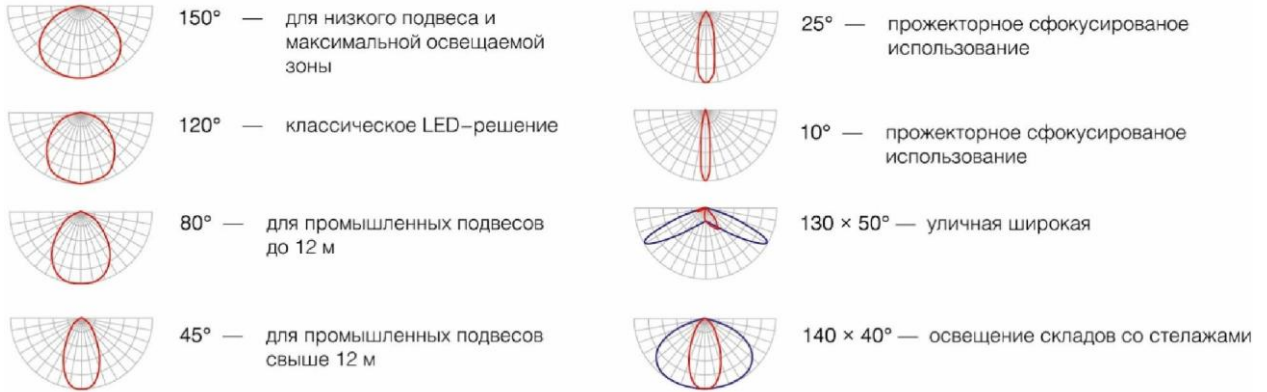 150° — для низкого подвеса и
максимальной освещаемой
зоны
120° — классическое LED–решение
80° — для промышленных подвесов
до 12 м
45° — для промышленных подвесов
свыше 12 м
25° — прожекторное сфокусированое
использование
10° — прожекторное сфокусированое
использование
130 × 50° — уличная широкая
140 × 40° — освещение складов со стелажами